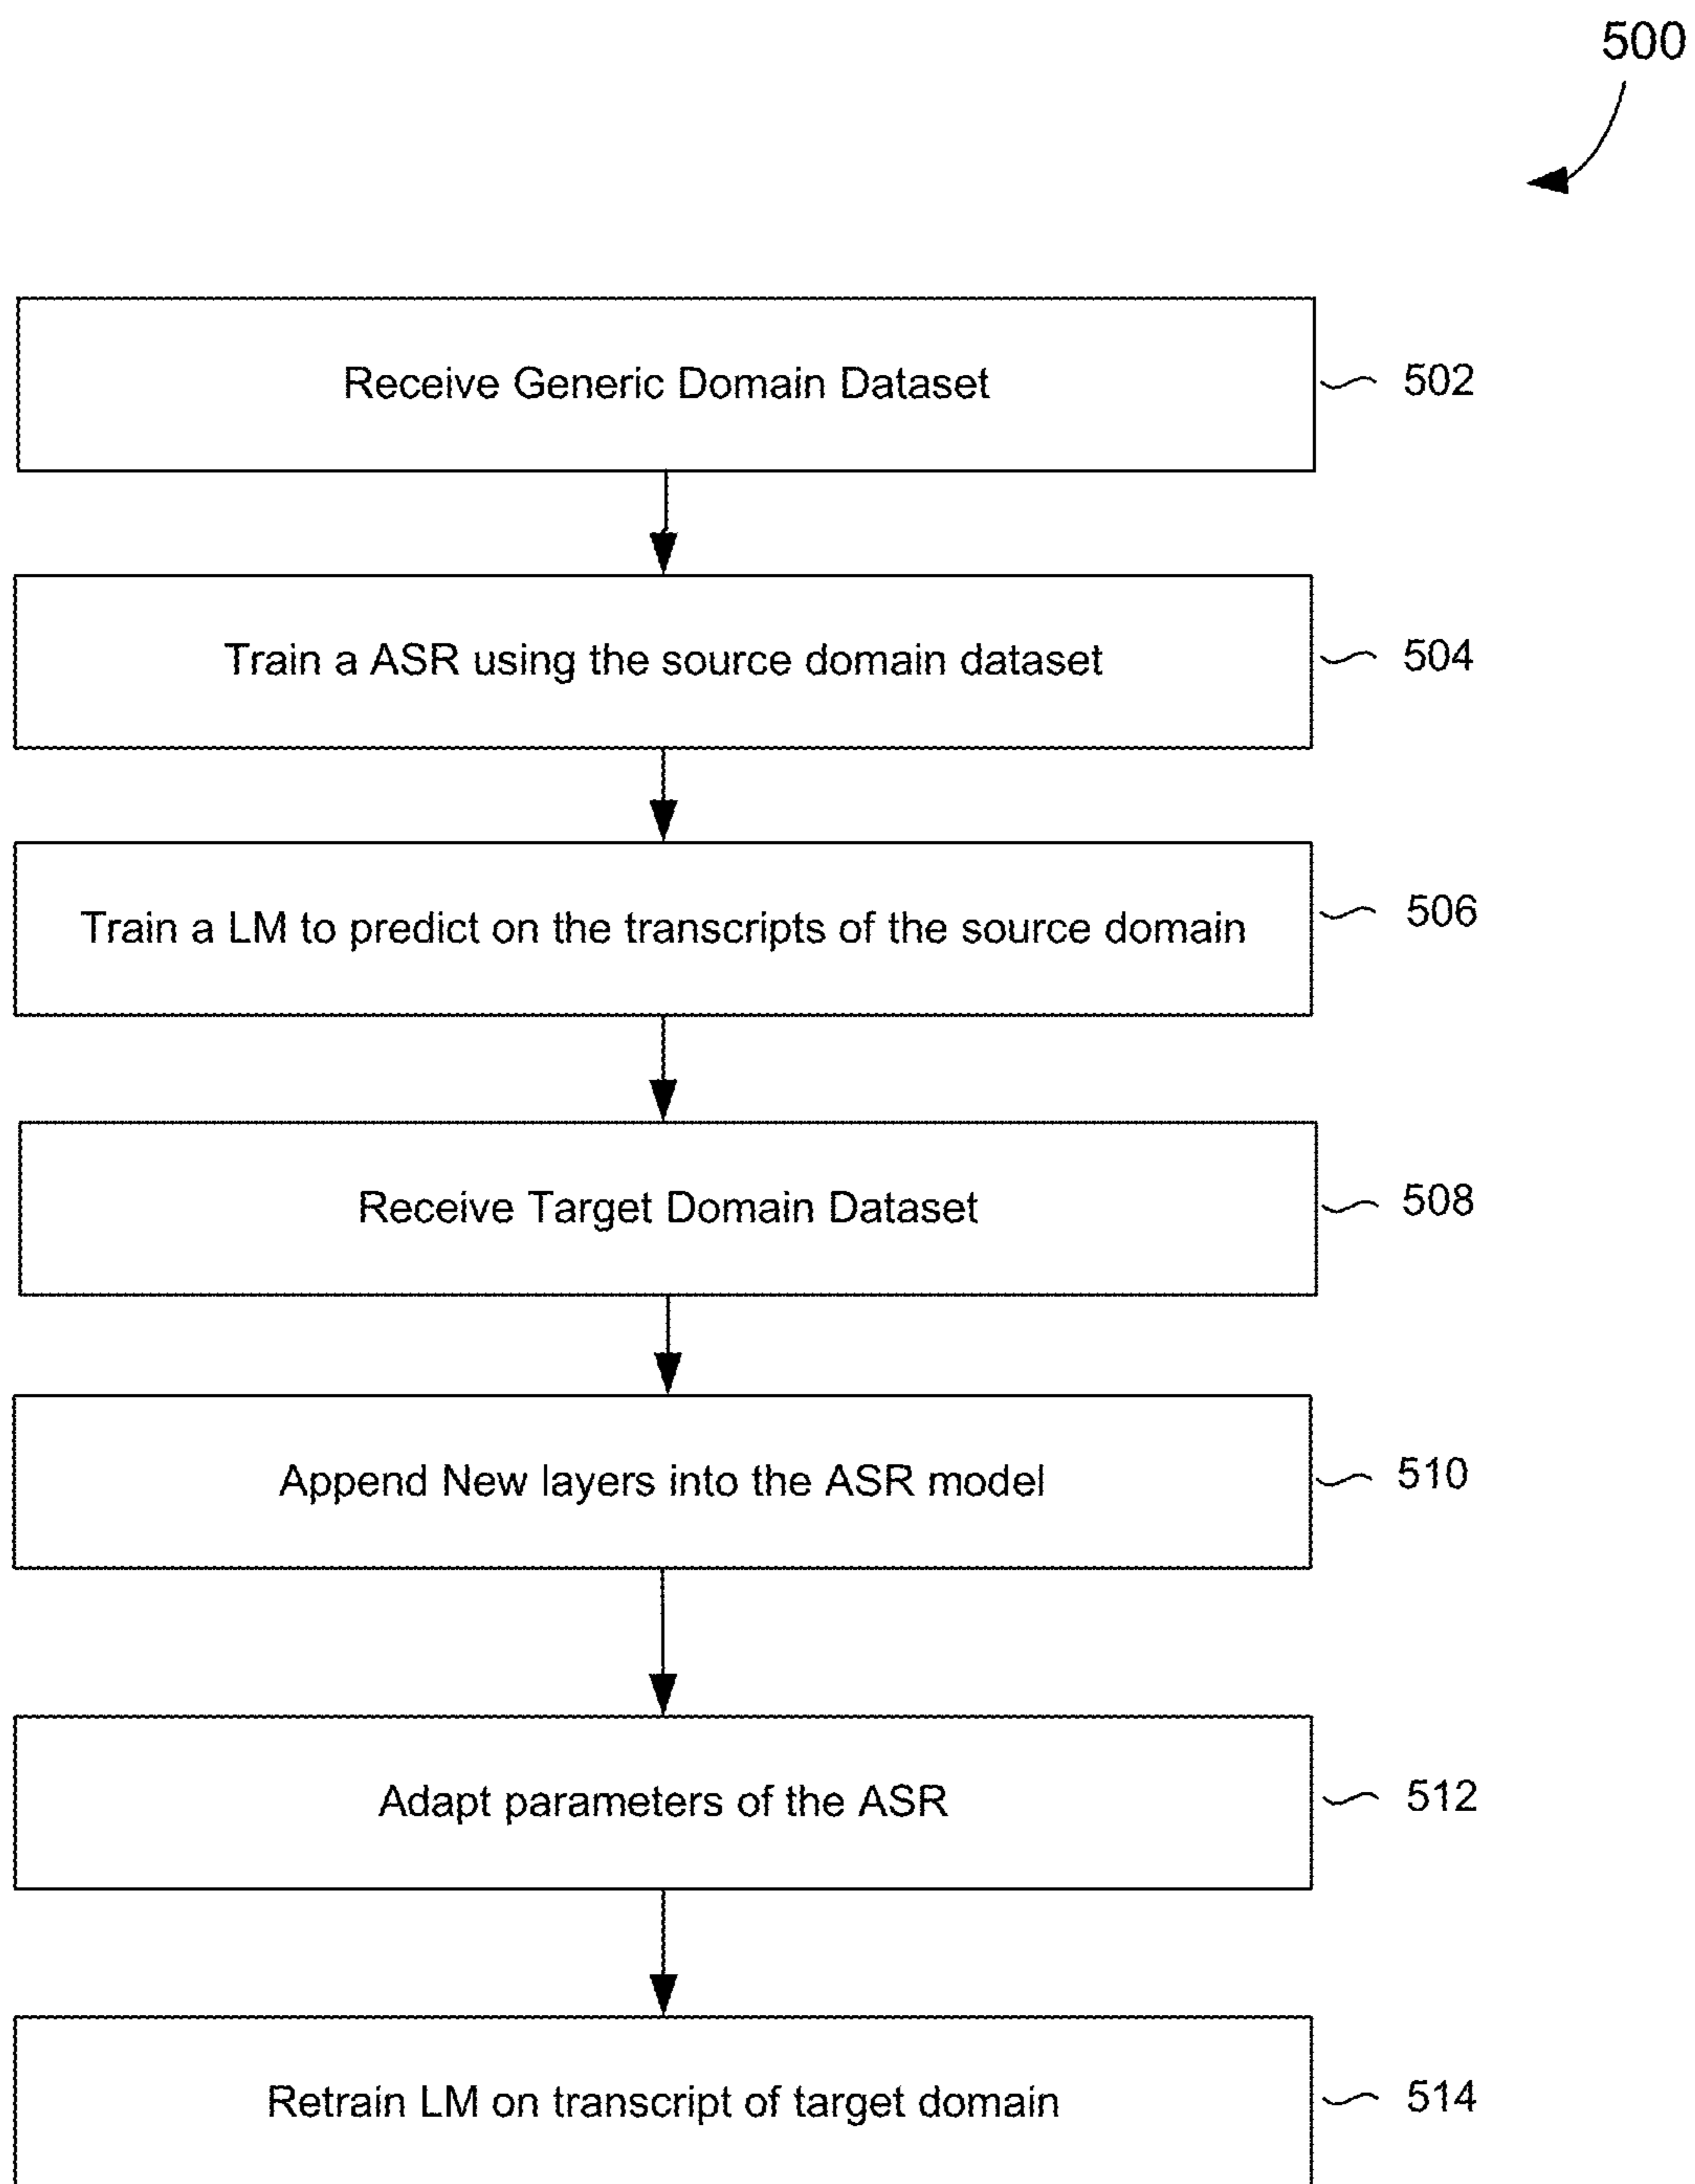 500
Receive Generic Domain Dataset
502
Train a ASR using the source domain dataset
504
Train a LM to predict on the transcripts of the source domain
506
Receive Target Domain Dataset
508
Append New layers into the ASR model
510
Adapt parameters of the ASR
512
Retrain LM on transcript of target domain
514